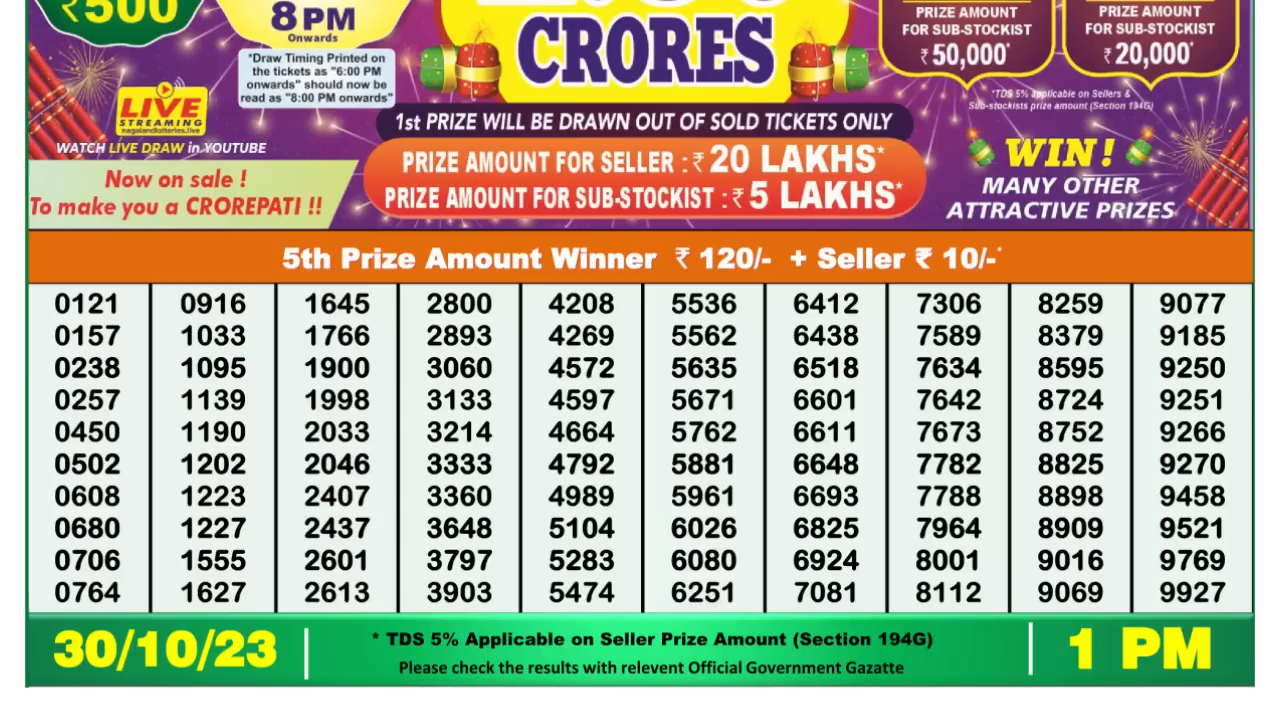 ₹500
8 PM
Onwards
*Draw Timing Printed on
the tickets as "6:00 PM
onwards" should now be
read as "8:00 PM onwards"
LIVE
STREAMING
nagalandlotteries.live
WATCH LIVE DRAW in YOUTUBE
Now on sale !
To make you a CROREPATI !!
CRORES
1st PRIZE WILL BE DRAWN OUT OF SOLD TICKETS ONLY
PRIZE AMOUNT FOR SELLER : ₹ 20 LAKHS*
PRIZE AMOUNT FOR SUB-STOCKIST : ₹ 5 LAKHS*
PRIZE AMOUNT
FOR SUB-STOCKIST
₹ 50,000*
PRIZE AMOUNT
FOR SUB-STOCKIST
₹ 20,000*
*TDS 5% applicable on Sellers &
Sub-stockists prize amount (Section 194G)
WIN !
MANY OTHER
ATTRACTIVE PRIZES
5th Prize Amount Winner ₹ 120/- + Seller ₹ 10/-*
0121 0916 1645 2800 4208 5536 6412 7306 8259 9077
0157 1033 1766 2893 4269 5562 6438 7589 8379 9185
0238 1095 1900 3060 4572 5635 6518 7634 8595 9250
0257 1139 1998 3133 4597 5671 6601 7642 8724 9251
0450 1190 2033 3214 4664 5762 6611 7673 8752 9266
0502 1202 2046 3333 4792 5881 6648 7782 8825 9270
0608 1223 2407 3360 4989 5961 6693 7788 8898 9458
0680 1227 2437 3648 5104 6026 6825 7964 8909 9521
0706 1555 2601 3797 5283 6080 6924 8001 9016 9769
0764 1627 2613 3903 5474 6251 7081 8112 9069 9927
30/10/23
* TDS 5% Applicable on Seller Prize Amount (Section 194G)
Please check the results with relevent Official Government Gazatte
1 PM